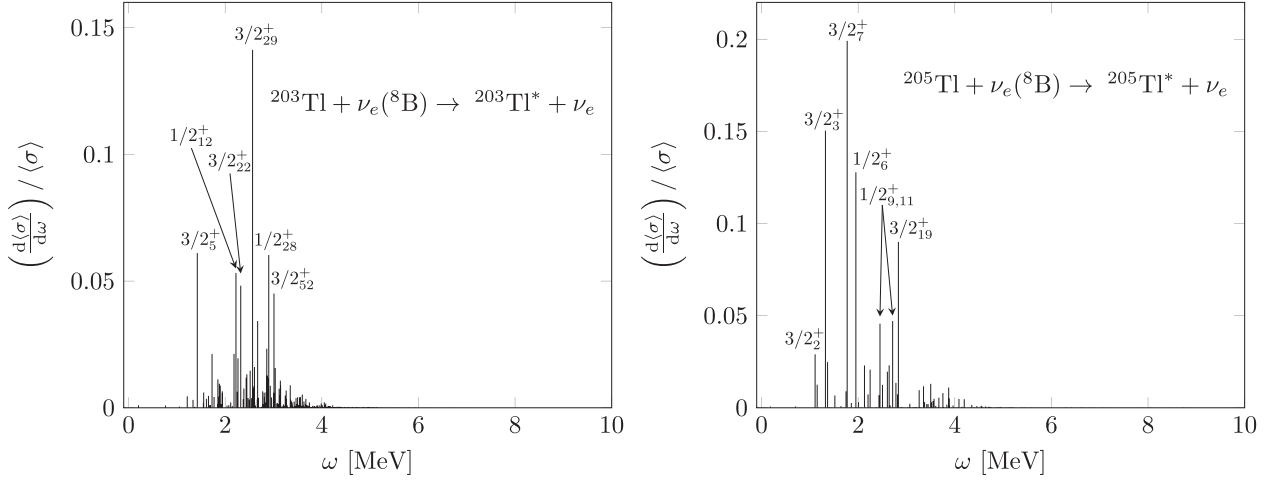 0.15
0.1
0.05
0
0 2 4 6 8 10
ω [MeV]
(d⟨σ⟩/dω) / ⟨σ⟩
²⁰³Tl + νₑ(⁸B) → ²⁰³Tl* + νₑ
3/2⁺₂₉
1/2⁺₁₂
3/2⁺₂₂
3/2⁺₅
1/2⁺₂₈
3/2⁺₅₂
0.2
0.15
0.1
0.05
0
0 2 4 6 8 10
ω [MeV]
(d⟨σ⟩/dω) / ⟨σ⟩
²⁰⁵Tl + νₑ(⁸B) → ²⁰⁵Tl* + νₑ
3/2⁺₇
3/2⁺₃
1/2⁺₆
1/2⁺₉,₁₁
3/2⁺₁₉
3/2⁺₂